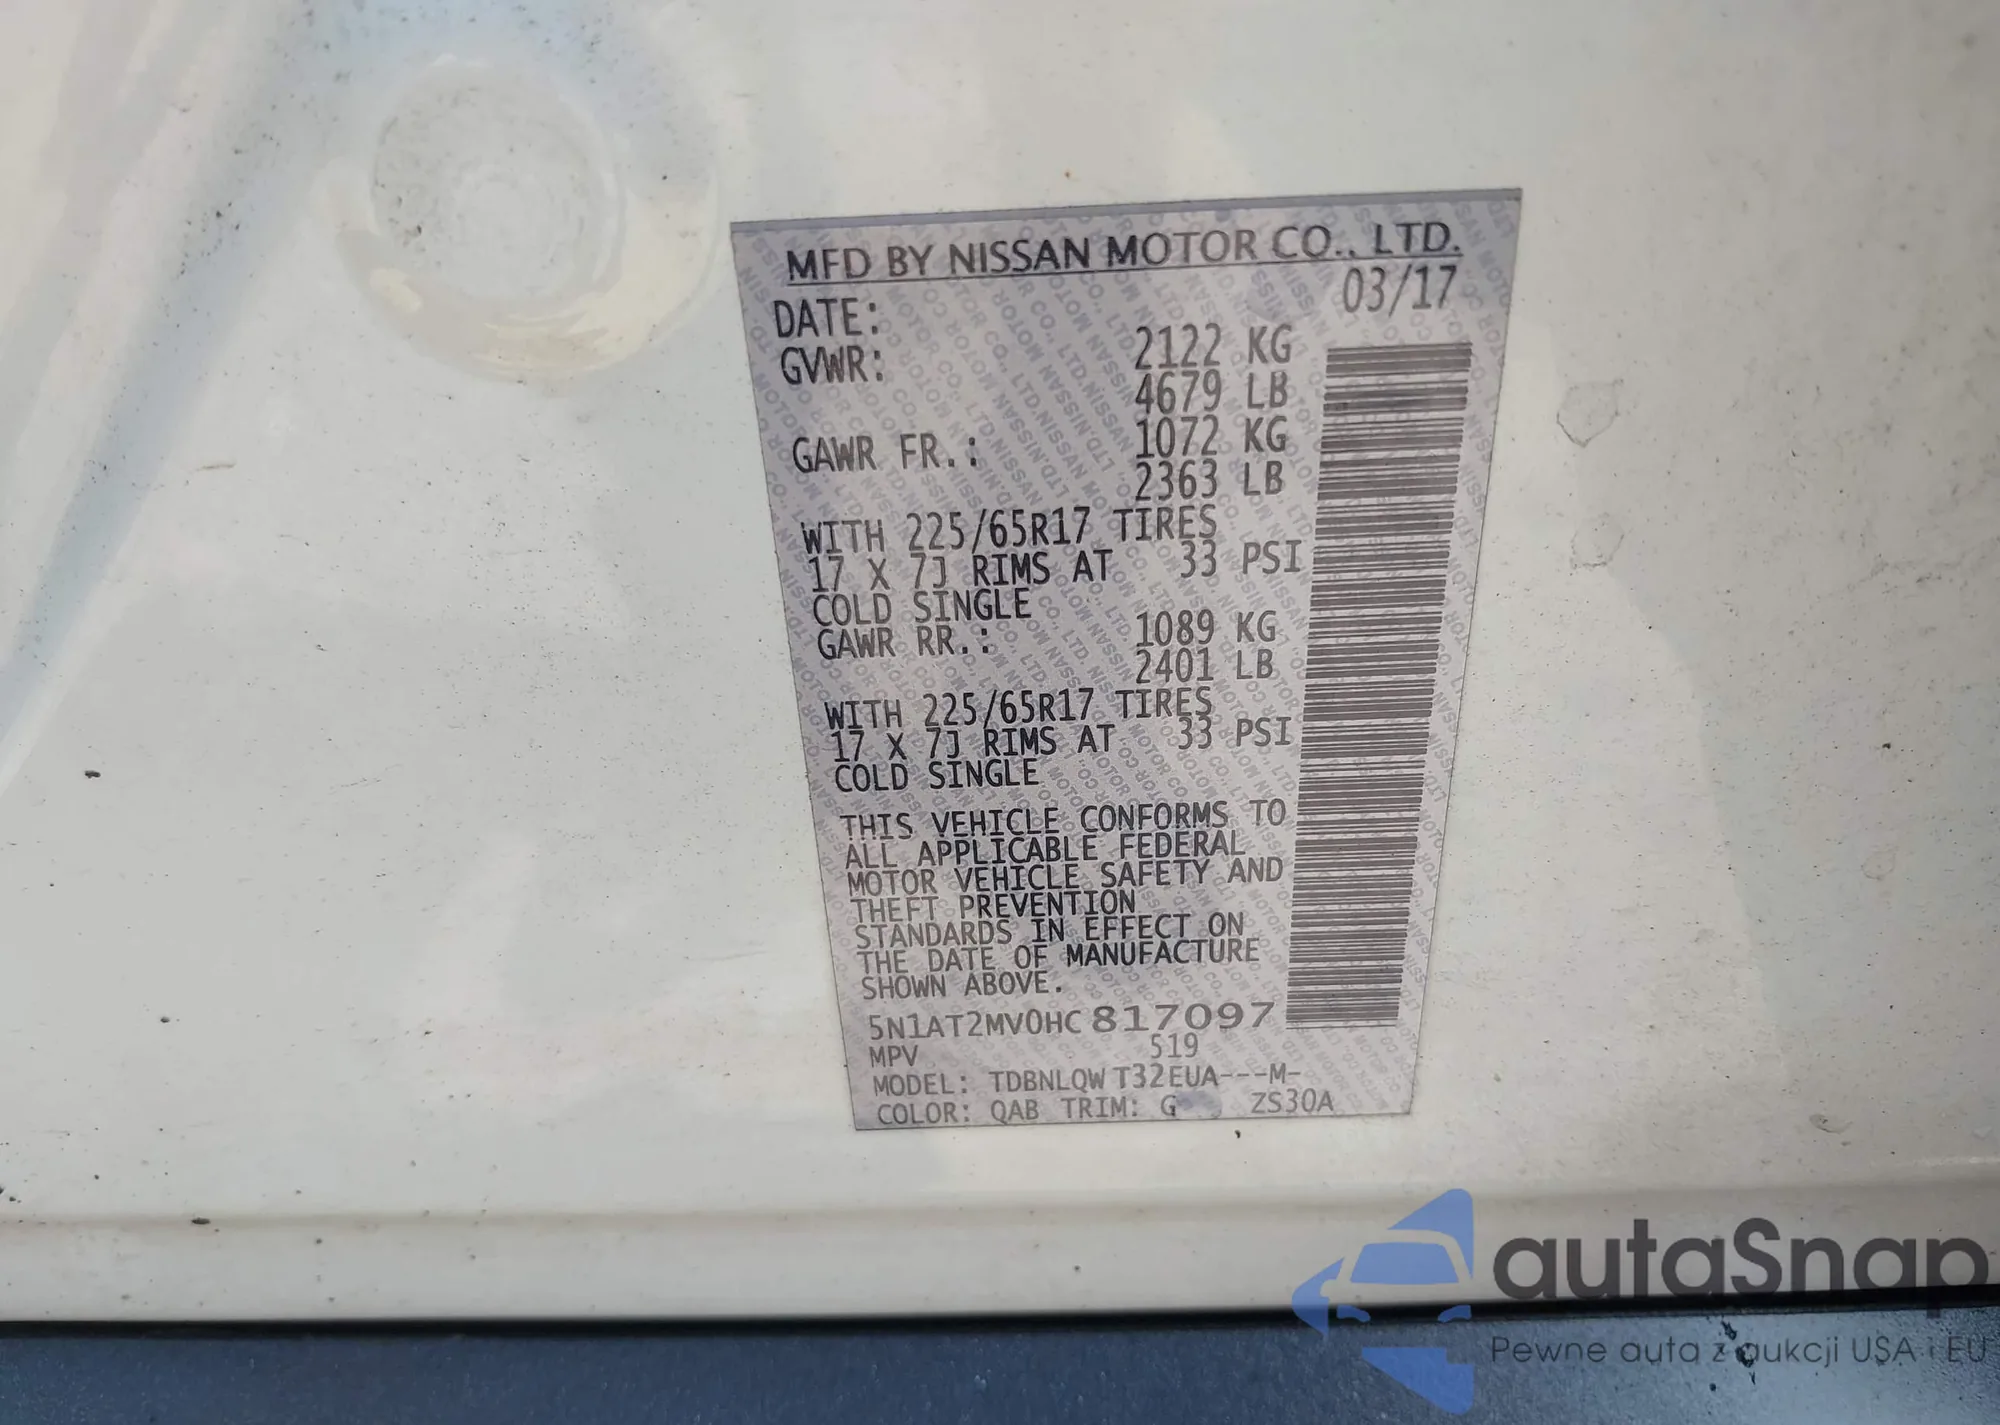 MFD BY NISSAN MOTOR CO., LTD.
DATE: 03/17
GVWR: 2122 KG
4679 LB
GAWR FR.: 1072 KG
2363 LB
WITH 225/65R17 TIRES
17 X 7J RIMS AT 33 PSI
COLD SINGLE
GAWR RR.: 1089 KG
2401 LB
WITH 225/65R17 TIRES
17 X 7J RIMS AT 33 PSI
COLD SINGLE
THIS VEHICLE CONFORMS TO
ALL APPLICABLE FEDERAL
MOTOR VEHICLE SAFETY AND
THEFT PREVENTION
STANDARDS IN EFFECT ON
THE DATE OF MANUFACTURE
SHOWN ABOVE.
5N1AT2MV0HC817097
MPV 519
MODEL: TDBNLQW T32EUA---M-
COLOR: QAB TRIM: G ZS30A
autaSnap
Pewne auta z aukcji USA i EU